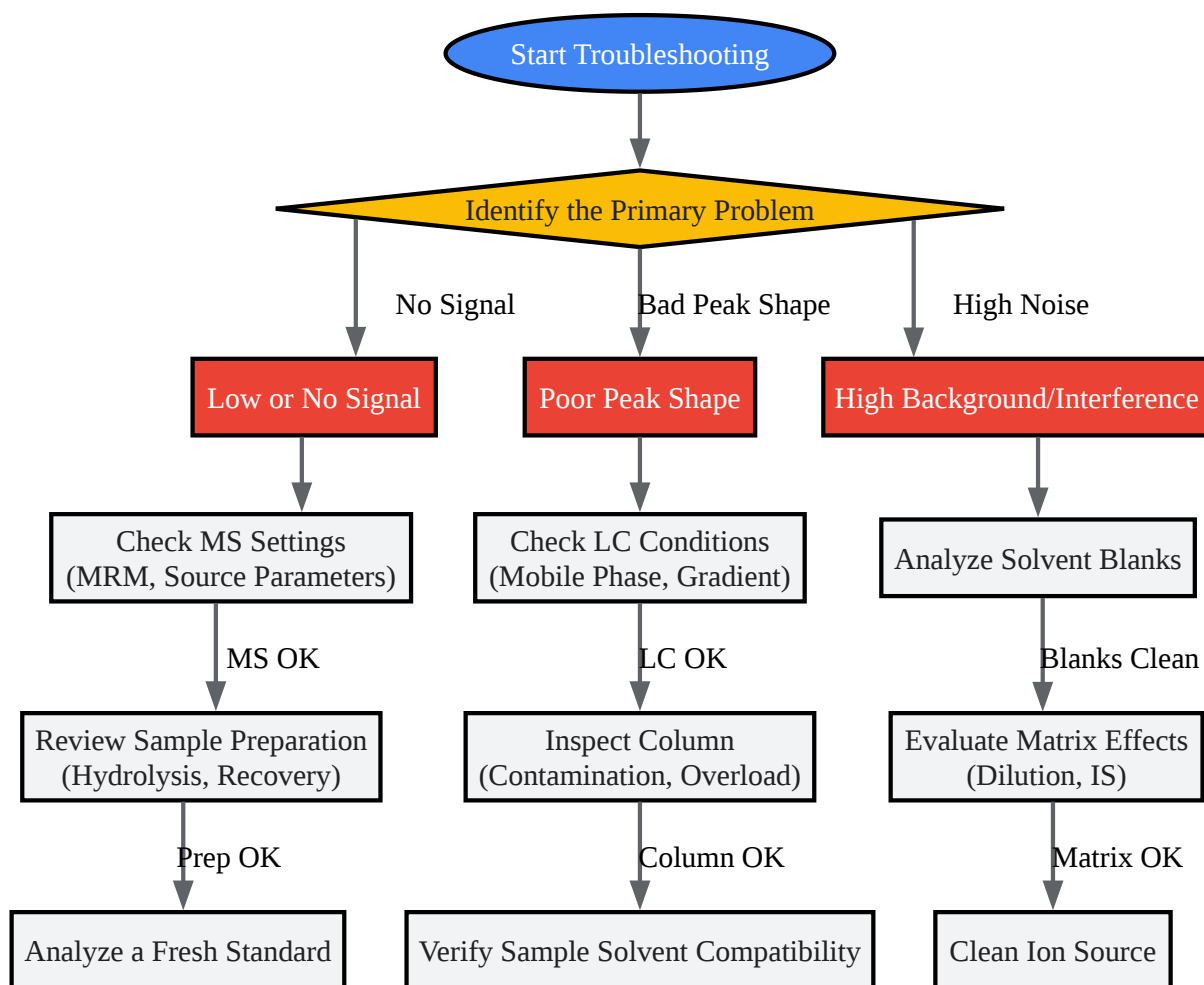 Start Troubleshooting
Identify the Primary Problem
No Signal
Bad Peak Shape
High Noise
Low or No Signal
Poor Peak Shape
High Background/Interference
Check MS Settings
(MRM, Source Parameters)
Check LC Conditions
(Mobile Phase, Gradient)
Analyze Solvent Blanks
MS OK
LC OK
Blanks Clean
Review Sample Preparation
(Hydrolysis, Recovery)
Inspect Column
(Contamination, Overload)
Evaluate Matrix Effects
(Dilution, IS)
Prep OK
Column OK
Matrix OK
Analyze a Fresh Standard
Verify Sample Solvent Compatibility
Clean Ion Source